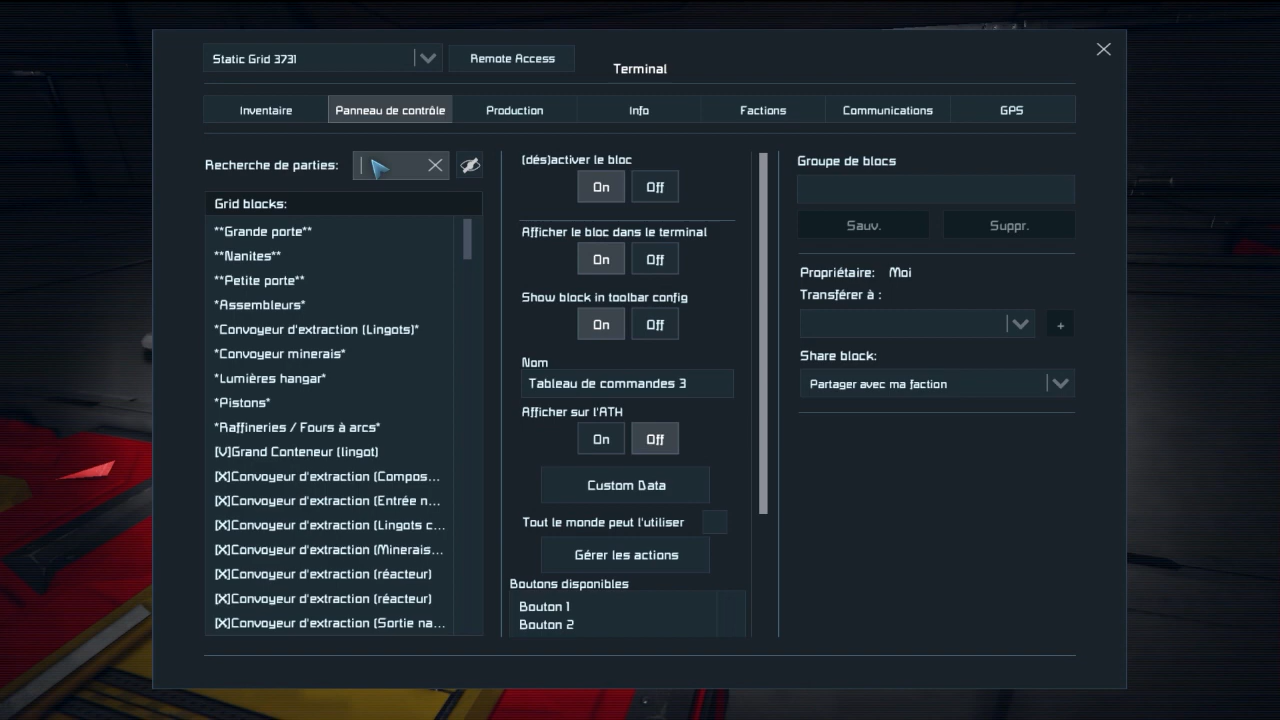 Static Grid 3731
Remote Access
Terminal
Inventaire
Panneau de contrôle
Production
Info
Factions
Communications
GPS
Recherche de parties:
Grid blocks:
**Grande porte**
**Nanites**
**Petite porte**
*Assembleurs*
*Convoyeur d'extraction (Lingots)*
*Convoyeur minerais*
*Lumières hangar*
*Pistons*
*Raffineries / Fours à arcs*
[V]Grand Conteneur (lingot)
[X]Convoyeur d'extraction (Compos...
[X]Convoyeur d'extraction (Entrée n...
[X]Convoyeur d'extraction (Lingots c...
[X]Convoyeur d'extraction (Minerais...
[X]Convoyeur d'extraction (réacteur)
[X]Convoyeur d'extraction (réacteur)
[X]Convoyeur d'extraction (Sortie na...
(dés)activer le bloc
On Off
Afficher le bloc dans le terminal
On Off
Show block in toolbar config
On Off
Nom
Tableau de commandes 3
Afficher sur l'ATH
On Off
Custom Data
Tout le monde peut l'utiliser
Gérer les actions
Boutons disponibles
Bouton 1
Bouton 2
Groupe de blocs
Sauv. Suppr.
Propriétaire: Moi
Transférer à :
+
Share block:
Partager avec ma faction